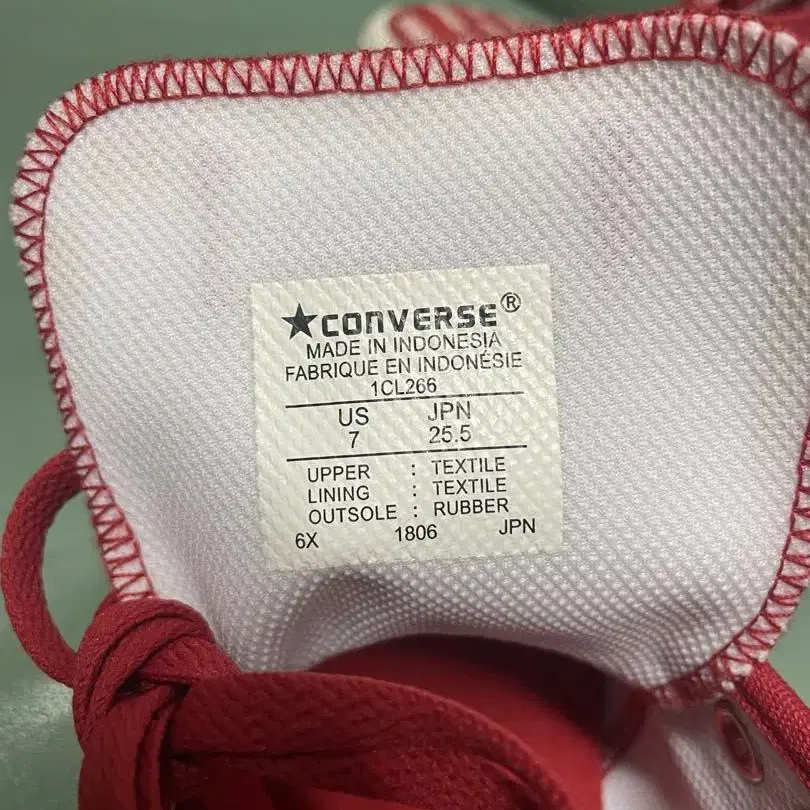 ★CONVERSE®
MADE IN INDONESIA
FABRIQUE EN INDONÉSIE
1CL266
US JPN
7 25.5
UPPER : TEXTILE
LINING : TEXTILE
OUTSOLE : RUBBER
6X 1806 JPN